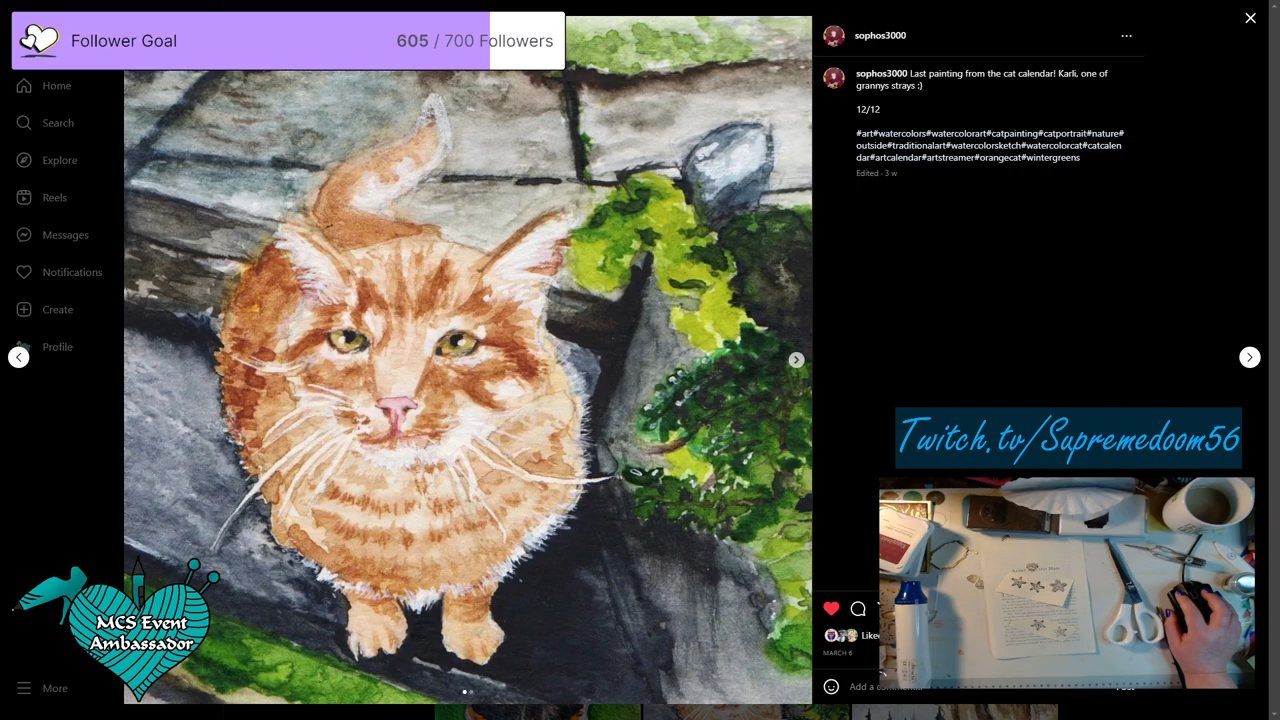 Follower Goal
605 / 700 Followers
Home
Search
Explore
Reels
Messages
Notifications
Create
Profile
More
sophos3000
sophos3000 Last painting from the cat calendar! Karli, one of
grannys strays :)
12/12
#art#watercolors#watercolorart#catpainting#catportrait#nature#
outside#traditionalart#watercolorsketch#watercolorcat#catcalen
dar#artcalendar#artstreamer#orangecat#wintergreens
Edited · 3 w
Twitch.tv/Supremedoom56
MCS Event
Ambassador
Like
MARCH 6
Add a